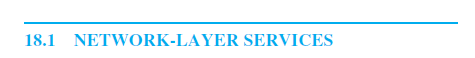 18.1 NETWORK-LAYER SERVICES